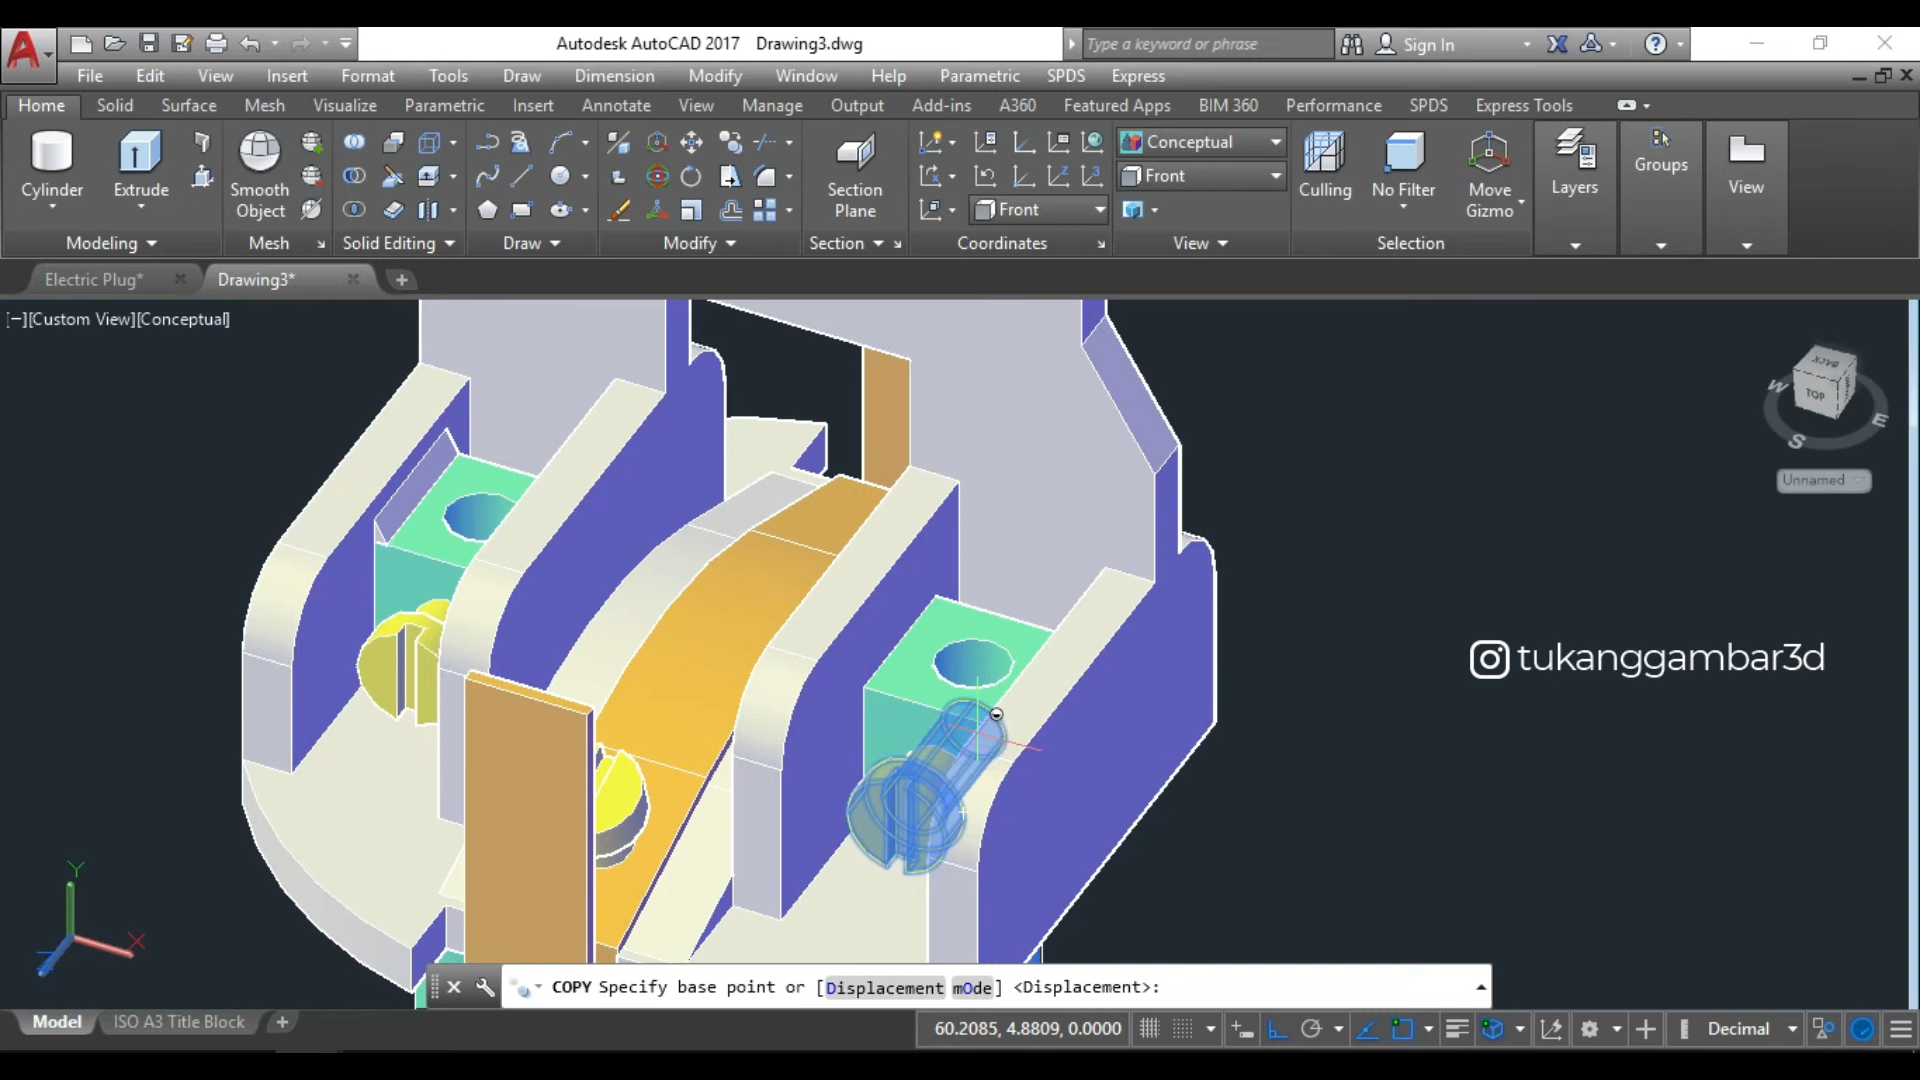 Autodesk AutoCAD 2017 Drawing3.dwg
Type a keyword or phrase
Sign In
File Edit View Insert Format Tools Draw Dimension Modify Window Help Parametric SPDS Express
Home Solid Surface Mesh Visualize Parametric Insert Annotate View Manage Output Add-ins A360 Featured Apps BIM 360 Performance SPDS Express Tools
Cylinder
Extrude
Smooth
Object
Section
Plane
Conceptual
Front
Front
Culling
No Filter
Move
Gizmo
Layers
Groups
View
Modeling
Mesh
Solid Editing
Draw
Modify
Section
Coordinates
View
Selection
Electric Plug*
Drawing3*
[−][Custom View][Conceptual]
BACK
TOP
W
S
E
Unnamed
tukanggambar3d
Y
X
COPY Specify base point or [Displacement mOde] <Displacement>:
Model
ISO A3 Title Block
60.2085, 4.8809, 0.0000
Decimal